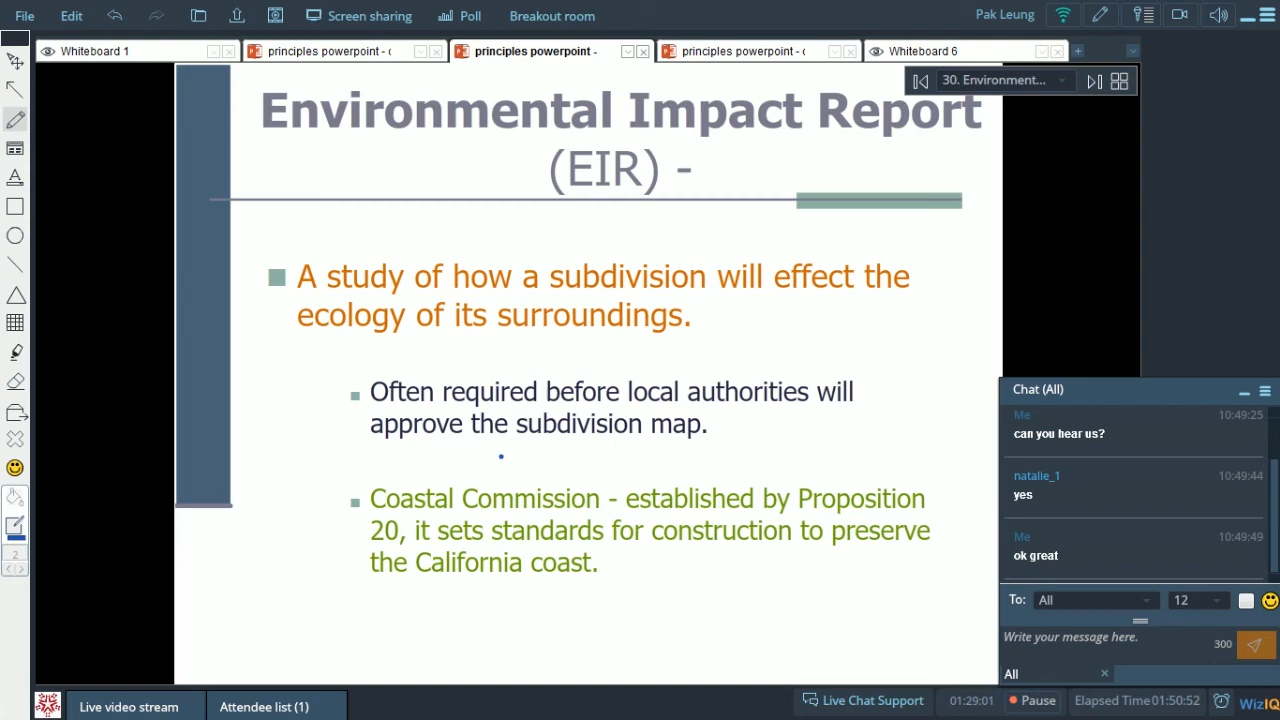 File Edit Screen sharing Poll Breakout room Pak Leung
Whiteboard 1 principles powerpoint - c principles powerpoint - principles powerpoint - c Whiteboard 6
30. Environment...
Environmental Impact Report
(EIR) -
A study of how a subdivision will effect the
ecology of its surroundings.
Often required before local authorities will
approve the subdivision map.
Coastal Commission - established by Proposition
20, it sets standards for construction to preserve
the California coast.
Chat (All)
Me 10:49:25
can you hear us?
natalie_1 10:49:44
yes
Me 10:49:49
ok great
To: All 12
Write your message here. 300
All
2
Live video stream Attendee list (1) Live Chat Support 01:29:01 Pause Elapsed Time 01:50:52 WizIQ